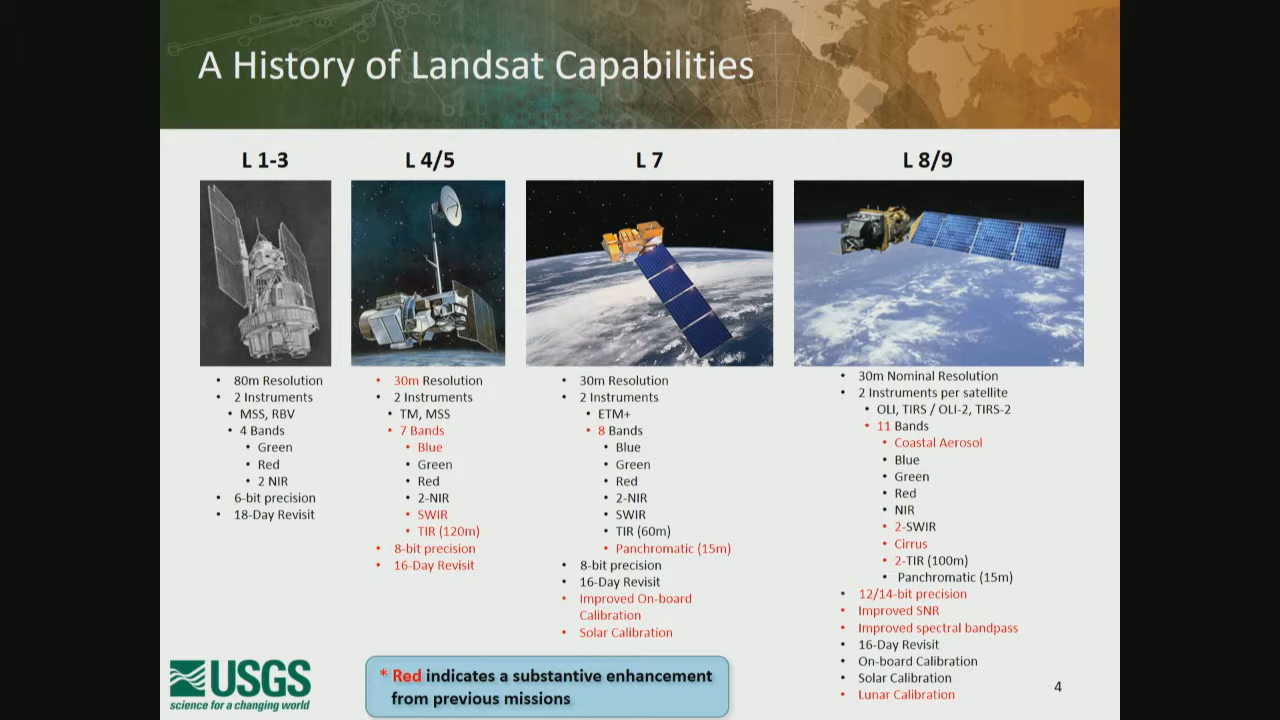 A History of Landsat Capabilities
L 1-3
• 80m Resolution
• 2 Instruments
• MSS, RBV
• 4 Bands
• Green
• Red
• 2 NIR
• 6-bit precision
• 18-Day Revisit
L 4/5
• 30m Resolution
• 2 Instruments
• TM, MSS
• 7 Bands
• Blue
• Green
• Red
• 2-NIR
• SWIR
• TIR (120m)
• 8-bit precision
• 16-Day Revisit
L 7
• 30m Resolution
• 2 Instruments
• ETM+
• 8 Bands
• Blue
• Green
• Red
• 2-NIR
• SWIR
• TIR (60m)
• Panchromatic (15m)
• 8-bit precision
• 16-Day Revisit
• Improved On-board
Calibration
• Solar Calibration
L 8/9
• 30m Nominal Resolution
• 2 Instruments per satellite
• OLI, TIRS / OLI-2, TIRS-2
• 11 Bands
• Coastal Aerosol
• Blue
• Green
• Red
• NIR
• 2-SWIR
• Cirrus
• 2-TIR (100m)
• Panchromatic (15m)
• 12/14-bit precision
• Improved SNR
• Improved spectral bandpass
• 16-Day Revisit
• On-board Calibration
• Solar Calibration
• Lunar Calibration
* Red indicates a substantive enhancement
from previous missions
USGS
science for a changing world
4